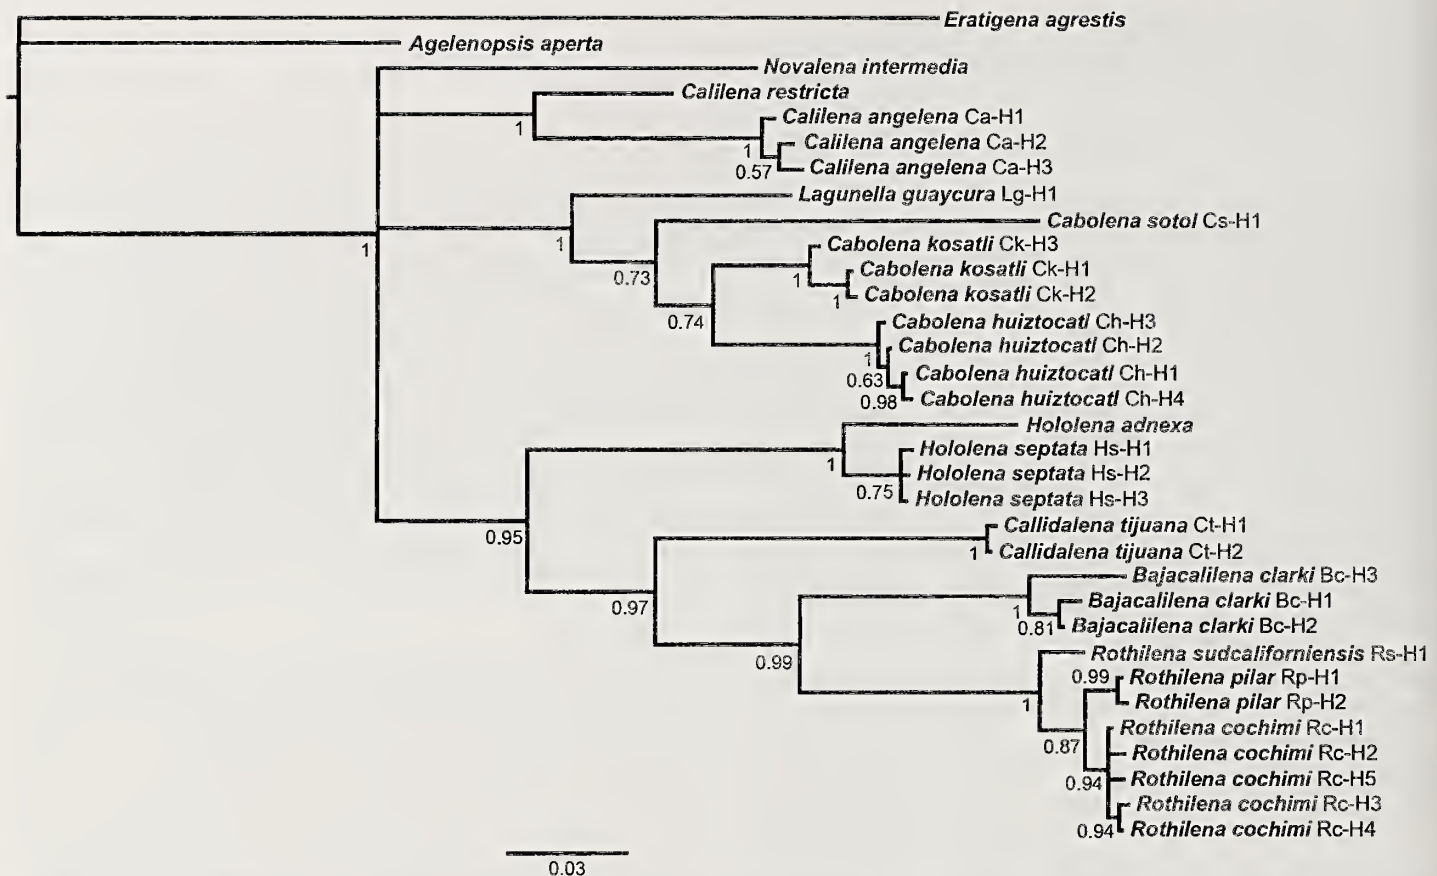 Eratigena agrestis
Agelenopsis aperta
Novalena intermedia
Calilena restricta
1
Calilena angelena Ca-H1
1
Calilena angelena Ca-H2
0.57
Calilena angelena Ca-H3
Lagunella guaycura Lg-H1
Cabolena sotol Cs-H1
1
1
Cabolena kosatli Ck-H3
0.73
1
Cabolena kosatli Ck-H1
1
Cabolena kosatli Ck-H2
0.74
Cabolena huiztocatl Ch-H3
Cabolena huiztocatl Ch-H2
1
Cabolena huiztocatl Ch-H1
0.63
0.98
Cabolena huiztocatl Ch-H4
Hololena adnexa
Hololena septata Hs-H1
1
Hololena septata Hs-H2
0.75
Hololena septata Hs-H3
Callidalena tijuana Ct-H1
0.95
1
Callidalena tijuana Ct-H2
Bajacalilena clarki Bc-H3
Bajacalilena clarki Bc-H1
0.97
1
0.81
Bajacalilena clarki Bc-H2
Rothilena sudcaliforniensis Rs-H1
0.99
0.99
Rothilena pilar Rp-H1
1
Rothilena pilar Rp-H2
Rothilena cochimi Rc-H1
0.87
Rothilena cochimi Rc-H2
0.94
Rothilena cochimi Rc-H5
Rothilena cochimi Rc-H3
0.94
Rothilena cochimi Rc-H4
0.03